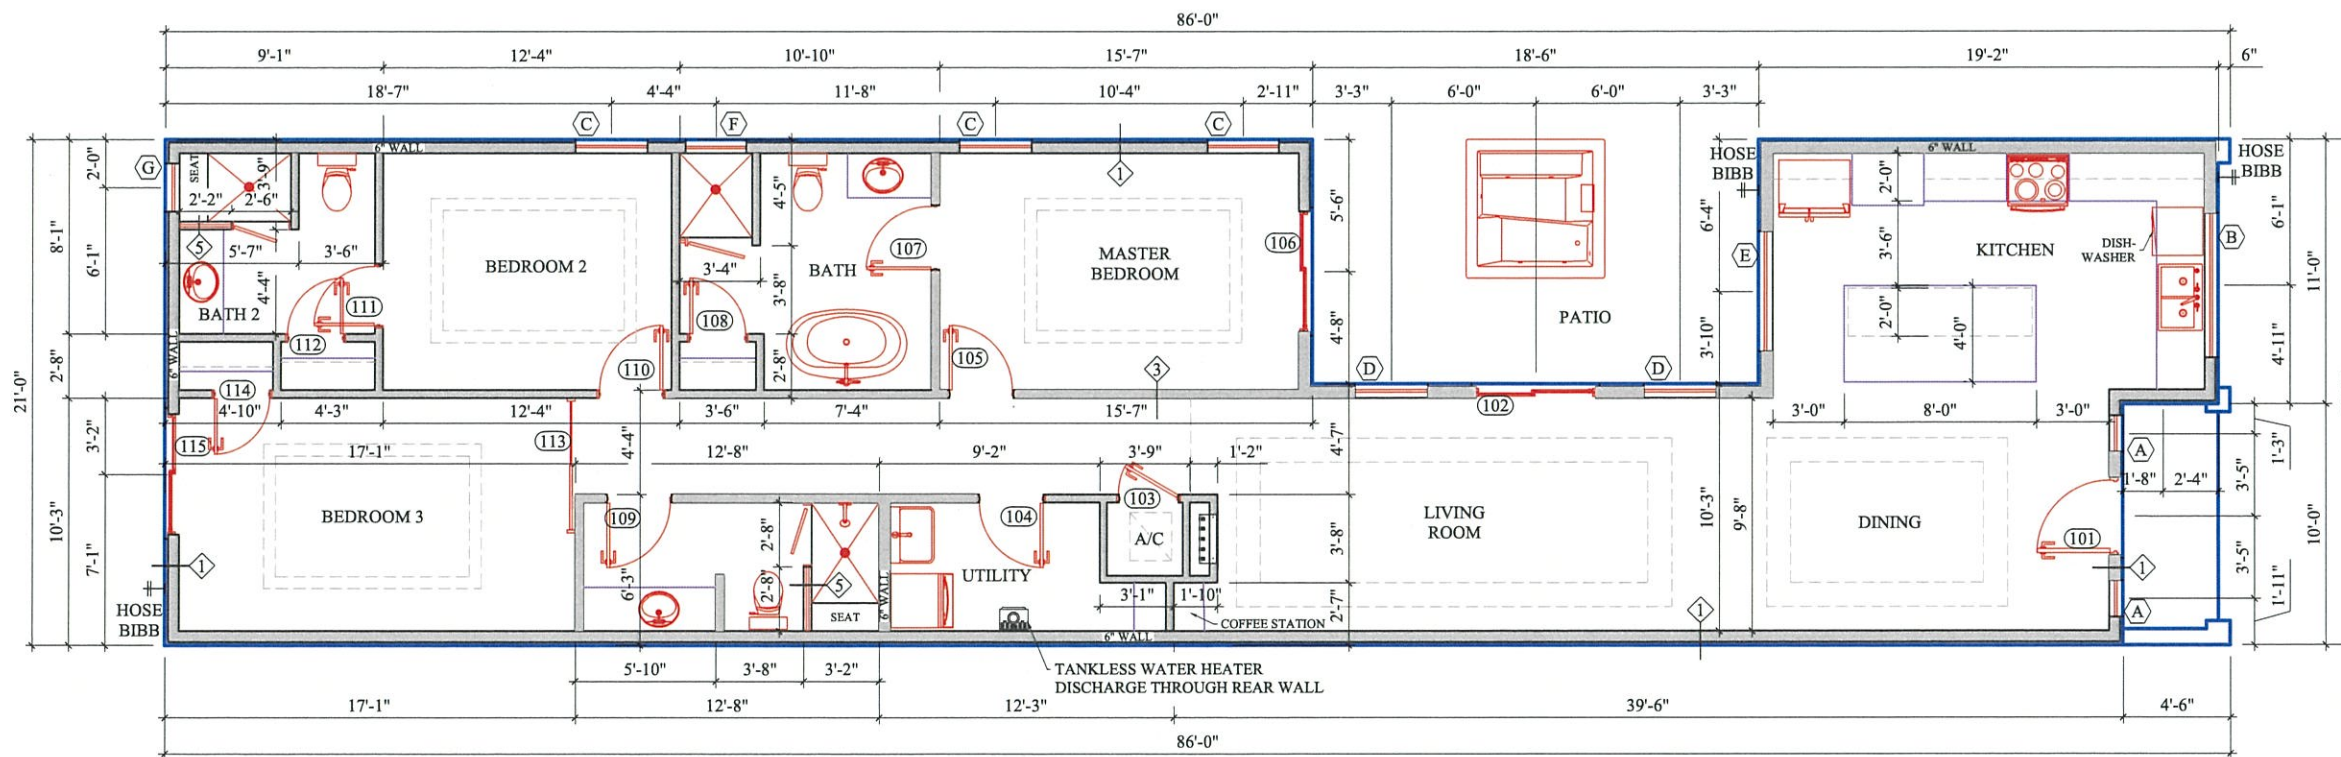 86'-0"
9'-1" 12'-4" 10'-10" 15'-7" 18'-6" 19'-2" 6"
18'-7" 4'-4" 11'-8" 10'-4" 2'-11" 3'-3" 6'-0" 6'-0" 3'-3"
C F C C
6" WALL 6" WALL
HOSE BIBB
HOSE BIBB
G
SEAT
2'-0"
3'-9"
2'-2" 2'-6"
4'-5"
1
5'-6"
6'-4"
2'-0"
6'-1"
21'-0"
8'-1"
6'-1"
5
5'-7" 3'-6"
BEDROOM 2
3'-4"
BATH
107
MASTER
BEDROOM
106
E
3'-6"
KITCHEN
DISH-
WASHER
B
11'-0"
4'-4"
BATH 2
111
112
108
3'-8"
105
110
2'-8"
3
4'-8"
PATIO
3'-10"
2'-0"
4'-0"
4'-11"
6" WALL
2'-8"
114
D D
102
4'-10" 4'-3" 12'-4" 3'-6" 7'-4" 15'-7"
3'-0" 8'-0" 3'-0"
3'-2"
115
113
4'-4"
4'-7"
17'-1" 12'-8" 9'-2" 3'-9" 1'-2"
A
1'-8" 2'-4"
3'-5"
1'-3"
10'-3"
7'-1"
BEDROOM 3
109
2'-8"
104
103
A/C
3'-8"
LIVING
ROOM
10'-3"
9'-8"
DINING
101
10'-0"
1
6'-3"
2'-8"
5
UTILITY
1
3'-5"
1'-11"
HOSE
BIBB
SEAT
6" WALL
3'-1" 1'-10"
2'-7"
1
A
COFFEE STATION
6" WALL
5'-10" 3'-8" 3'-2"
TANKLESS WATER HEATER
DISCHARGE THROUGH REAR WALL
17'-1" 12'-8" 12'-3" 39'-6" 4'-6"
86'-0"